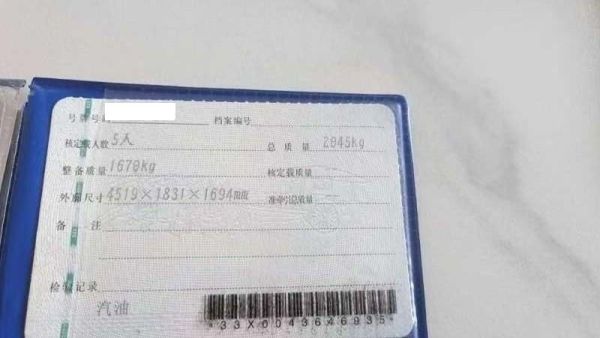 号牌号码 档案编号
核定载人数 5人 总质量 2045kg
整备质量 1670kg 核定载质量
外廓尺寸 4519×1831×1694mm 准牵引总质量 --
备注
检验记录
汽油
*33X0043646935*